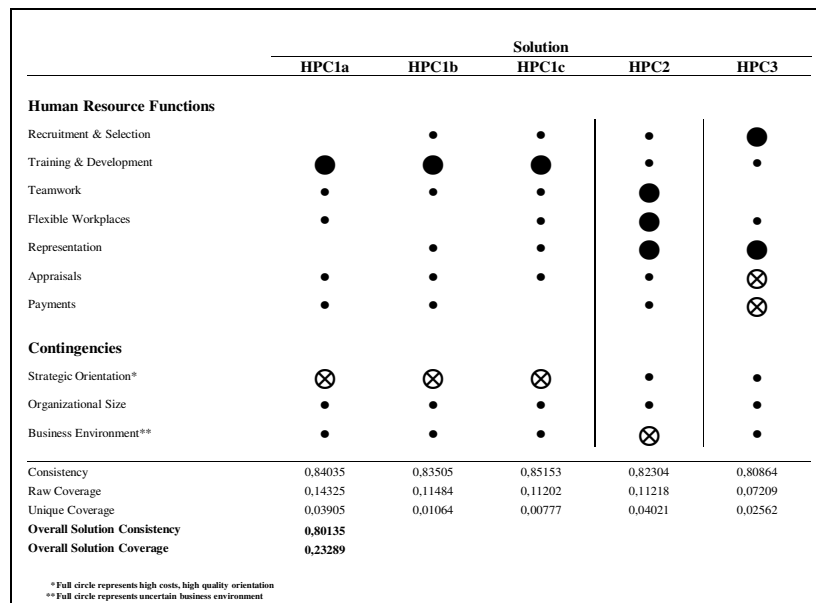 Solution
HPC1a HPC1b HPC1c HPC2 HPC3
Human Resource Functions
Recruitment & Selection
Training & Development
Teamwork
Flexible Workplaces
Representation
Appraisals
Payments
Contingencies
Strategic Orientation*
Organizational Size
Business Environment**
Consistency 0,84035 0,83505 0,85153 0,82304 0,80864
Raw Coverage 0,14325 0,11484 0,11202 0,11218 0,07209
Unique Coverage 0,03905 0,01064 0,00777 0,04021 0,02562
Overall Solution Consistency 0,80135
Overall Solution Coverage 0,23289
*Full circle represents high costs, high quality orientation
**Full circle represents uncertain business environment